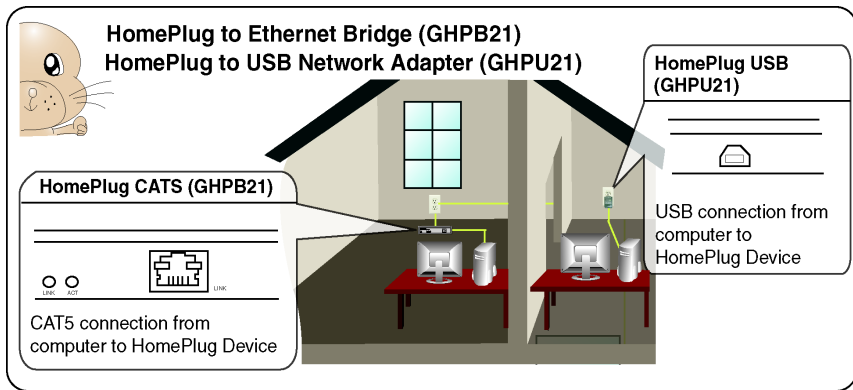 HomePlug to Ethernet Bridge (GHPB21)
HomePlug to USB Network Adapter (GHPU21)
HomePlug USB
(GHPU21)
USB connection from
computer to
HomePlug Device
HomePlug CATS (GHPB21)
LINK
ACT
LINK
CAT5 connection from
computer to HomePlug Device